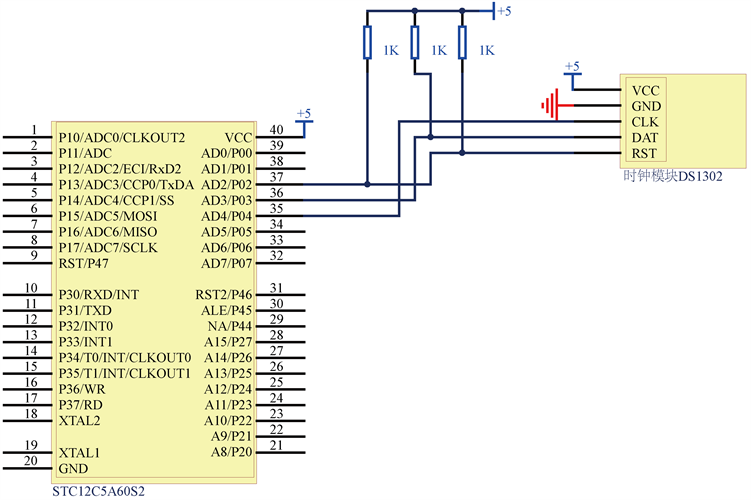 +5
1K 1K 1K
+5
VCC
GND
CLK
DAT
RST
时钟模块DS1302
+5
1 P10/ADC0/CLKOUT2 VCC 40
2 P11/ADC AD0/P00 39
3 P12/ADC2/ECI/RxD2 AD1/P01 38
4 P13/ADC3/CCP0/TxDA AD2/P02 37
5 P14/ADC4/CCP1/SS AD3/P03 36
6 P15/ADC5/MOSI AD4/P04 35
7 P16/ADC6/MISO AD5/P05 34
8 P17/ADC7/SCLK AD6/P06 33
9 RST/P47 AD7/P07 32
10 P30/RXD/INT RST2/P46 31
11 P31/TXD ALE/P45 30
12 P32/INT0 NA/P44 29
13 P33/INT1 A15/P27 28
14 P34/T0/INT/CLKOUT0 A14/P26 27
15 P35/T1/INT/CLKOUT1 A13/P25 26
16 P36/WR A12/P24 25
17 P37/RD A11/P23 24
18 XTAL2 A10/P22 23
A9/P21 22
19 XTAL1 A8/P20 21
20 GND
STC12C5A60S2